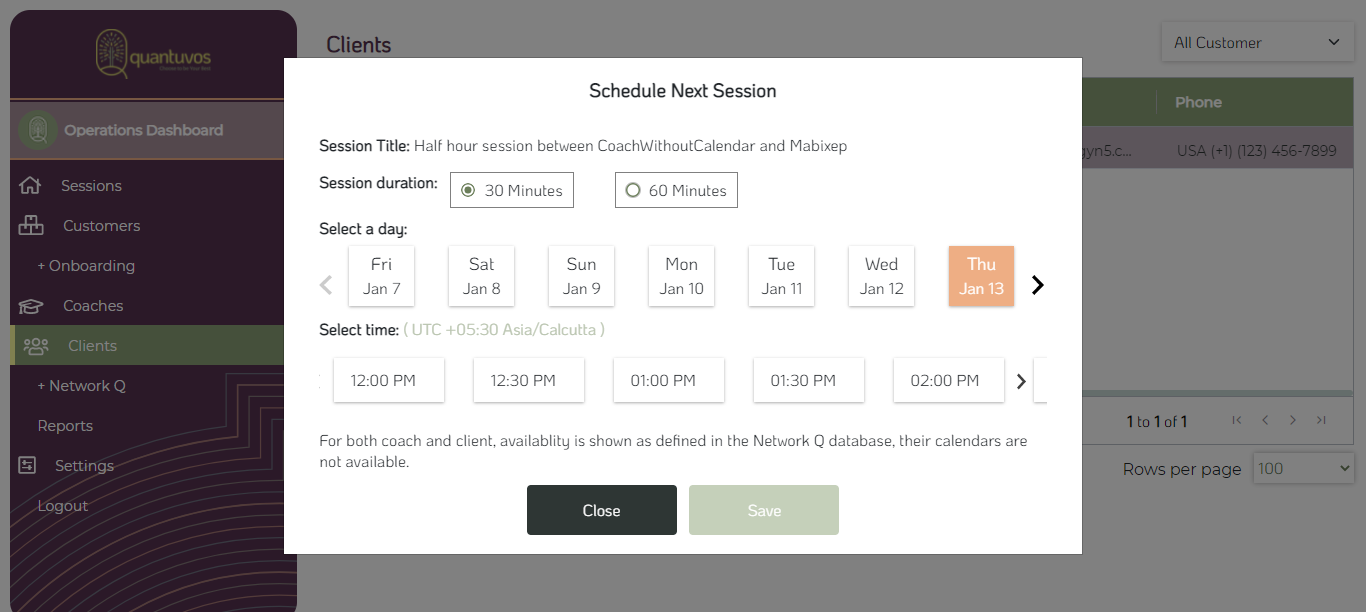 quantuvos
Clients
All Customer
Operations Dashboard
Sessions
Customers
+ Onboarding
Coaches
Clients
+ Network Q
Reports
Settings
Logout
Schedule Next Session
Session Title: Half hour session between CoachWithoutCalendar and Mabixep
Session duration: 30 Minutes 60 Minutes
Select a day:
Fri Sat Sun Mon Tue Wed Thu
Jan 7 Jan 8 Jan 9 Jan 10 Jan 11 Jan 12 Jan 13
Select time: ( UTC +05:30 Asia/Calcutta )
12:00 PM 12:30 PM 01:00 PM 01:30 PM 02:00 PM
For both coach and client, availablity is shown as defined in the Network Q database, their calendars are
not available.
Close Save
Phone
gyn5.c... USA (+1) (123) 456-7899
1 to 1 of 1
Rows per page 100